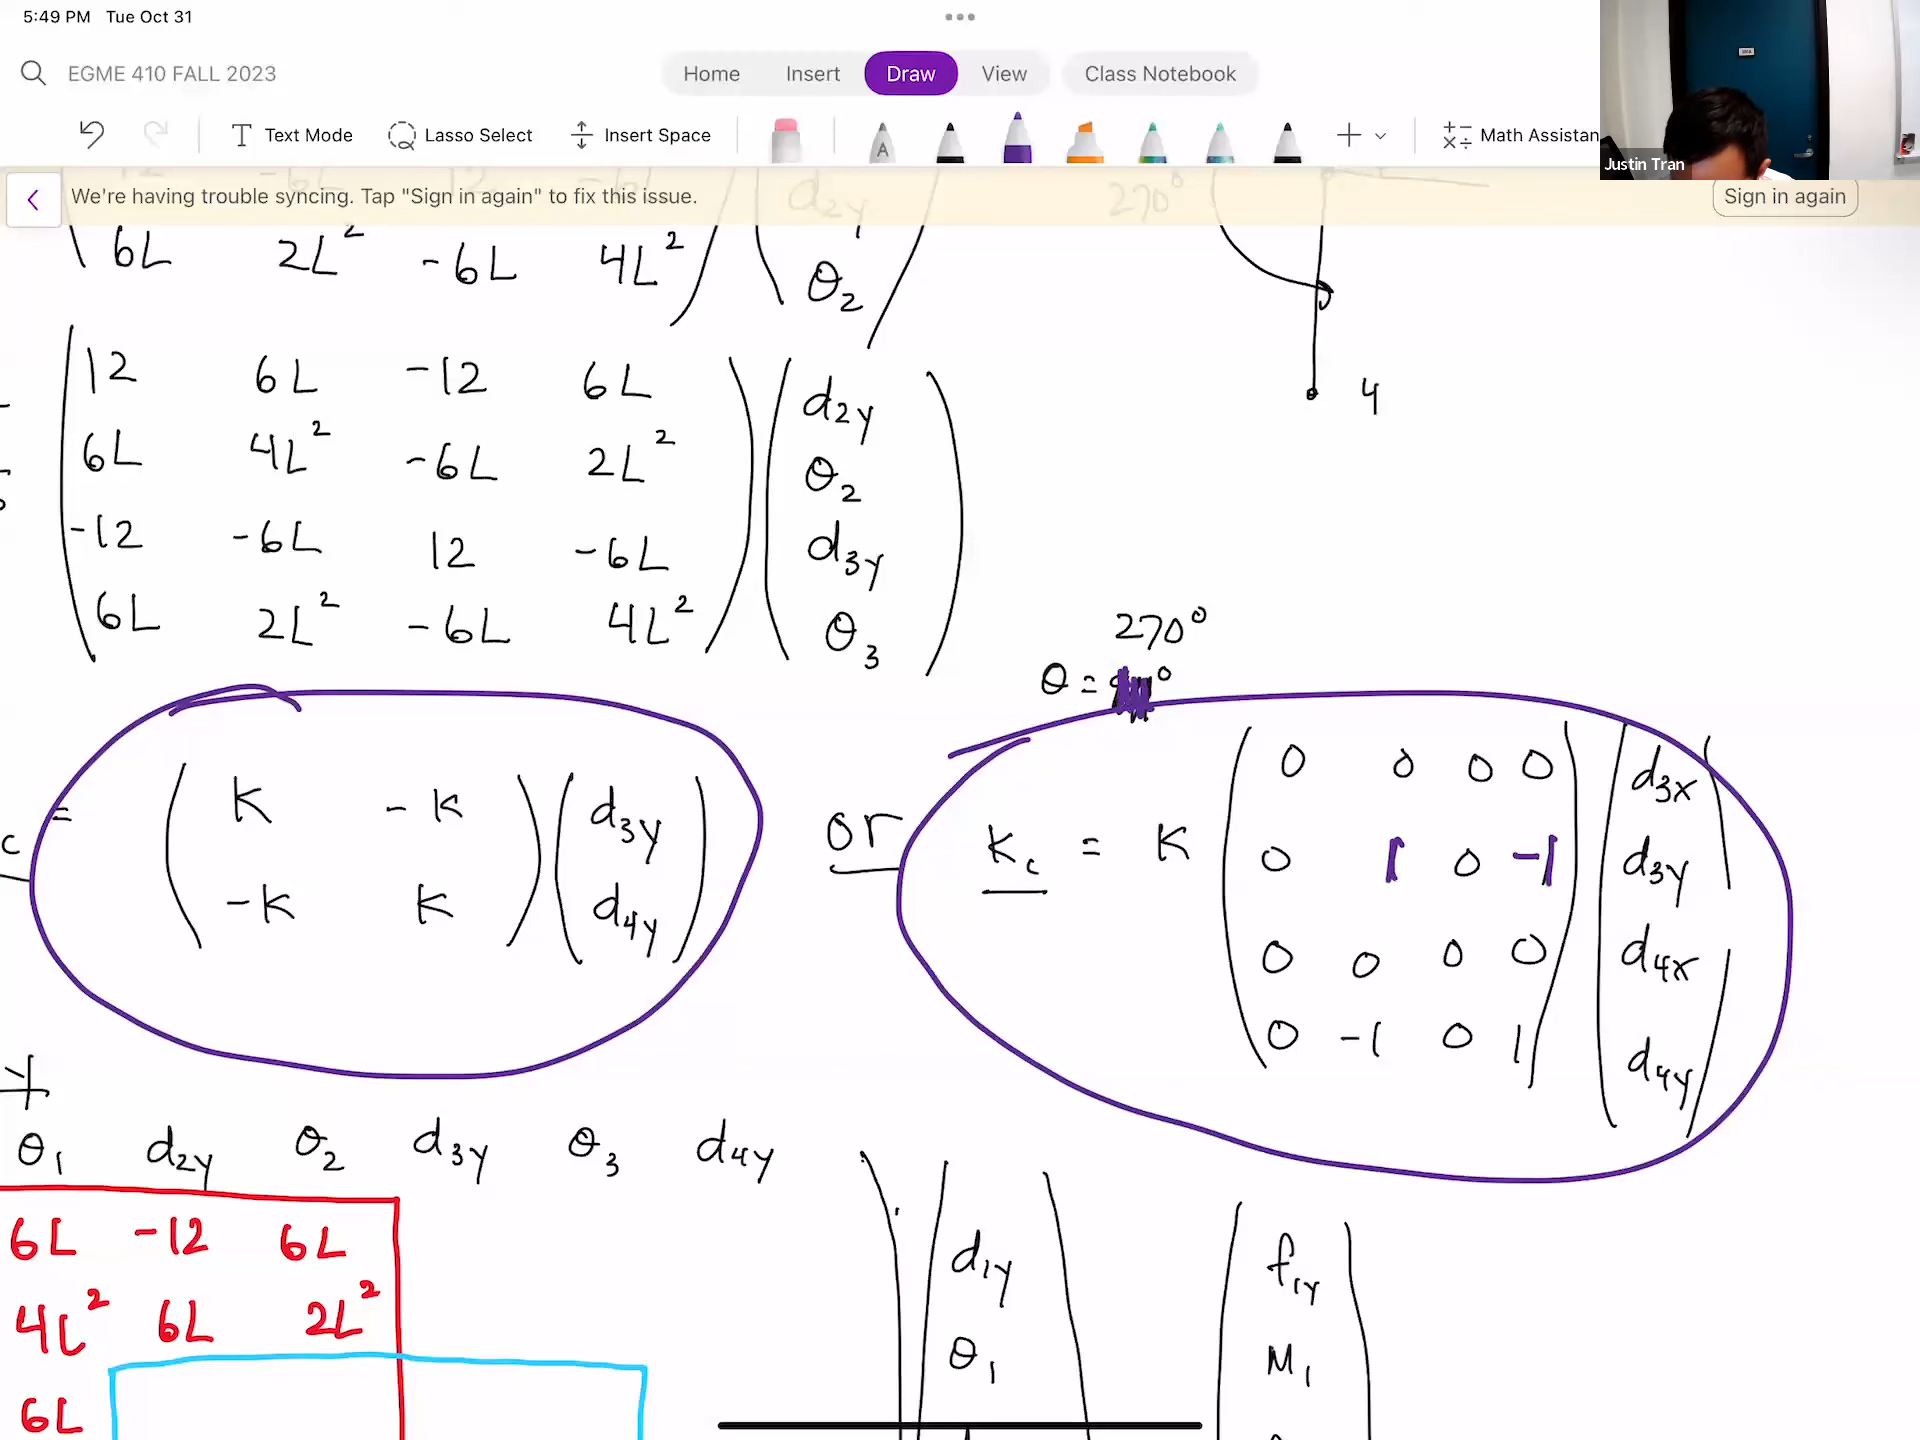 5:49 PM Tue Oct 31
EGME 410 FALL 2023
Home Insert Draw View Class Notebook
Text Mode Lasso Select Insert Space Math Assistan
Justin Tran
We're having trouble syncing. Tap "Sign in again" to fix this issue.
Sign in again
d2y
270°
6L 2L² -6L 4L²
θ2
12 6L -12 6L
d2y
4
6L 4L² -6L 2L²
θ2
-12 -6L 12 -6L
d3y
6L 2L² -6L 4L²
θ3
270°
θ = °
c = K -K d3y
-K K d4y
or
Kc = K
0 0 0 0 d3x
0 1 0 -1 d3y
0 0 0 0 d4x
0 -1 0 1 d4y
θ1 d2y θ2 d3y θ3 d4y
6L -12 6L
d1y f1y
4L² 6L 2L²
θ1 M1
6L